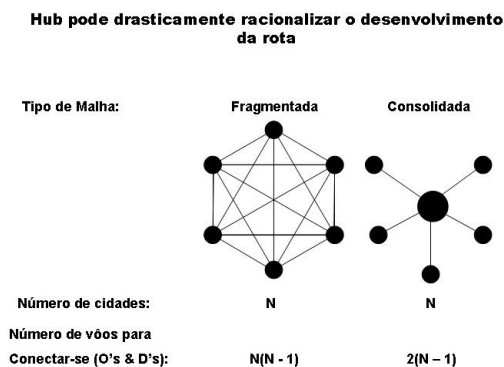 Hub pode drasticamente racionalizar o desenvolvimento
da rota
Tipo de Malha: Fragmentada Consolidada
Número de cidades: N N
Número de vôos para
Conectar-se (O's & D's): N(N - 1) 2(N – 1)